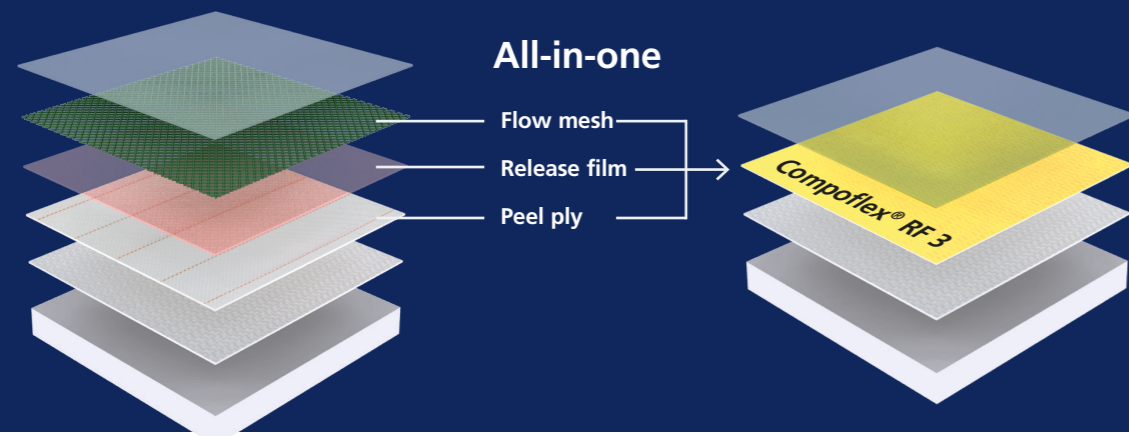 All-in-one
Flow mesh
Release film
Peel ply
Compoflex® RF 3